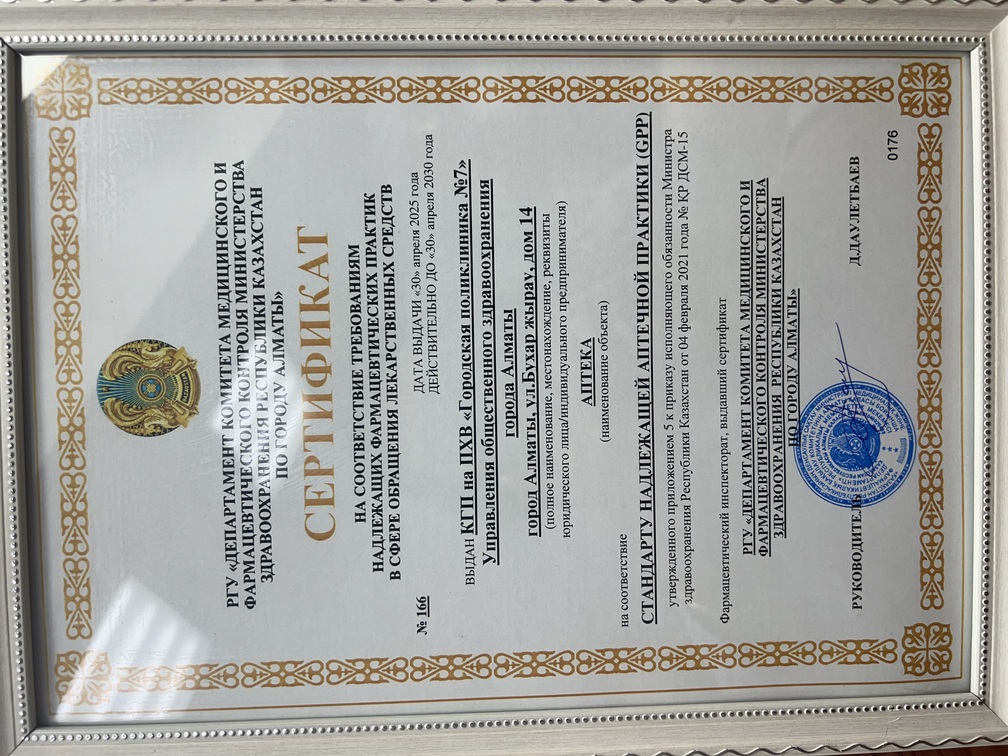 РГУ «ДЕПАРТАМЕНТ КОМИТЕТА МЕДИЦИНСКОГО И
ФАРМАЦЕВТИЧЕСКОГО КОНТРОЛЯ МИНИСТЕРСТВА
ЗДРАВООХРАНЕНИЯ РЕСПУБЛИКИ КАЗАХСТАН
ПО ГОРОДУ АЛМАТЫ»
СЕРТИФИКАТ
НА СООТВЕТСТВИЕ ТРЕБОВАНИЯМ
НАДЛЕЖАЩИХ ФАРМАЦЕВТИЧЕСКИХ ПРАКТИК
В СФЕРЕ ОБРАЩЕНИЯ ЛЕКАРСТВЕННЫХ СРЕДСТВ
№ 166
ДАТА ВЫДАЧИ «30» апреля 2025 года
ДЕЙСТВИТЕЛЬНО ДО «30» апреля 2030 года
ВЫДАН КГП на ПХВ «Городская поликлиника №7»
Управления общественного здравоохранения
города Алматы
город Алматы, ул.Бухар жырау, дом 14
(полное наименование, местонахождение, реквизиты
юридического лица/индивидуального предпринимателя)
АПТЕКА
(наименование объекта)
на соответствие
СТАНДАРТУ НАДЛЕЖАЩЕЙ АПТЕЧНОЙ ПРАКТИКИ (GPP)
утвержденного приложением 5 к приказу исполняющего обязанности Министра
здравоохранения Республики Казахстан от 04 февраля 2021 года № ҚР ДСМ-15
Фармацевтический инспекторат, выдавший сертификат
РГУ «ДЕПАРТАМЕНТ КОМИТЕТА МЕДИЦИНСКОГО И
ФАРМАЦЕВТИЧЕСКОГО КОНТРОЛЯ МИНИСТЕРСТВА
ЗДРАВООХРАНЕНИЯ РЕСПУБЛИКИ КАЗАХСТАН
ПО ГОРОДУ АЛМАТЫ»
РУКОВОДИТЕЛЬ Д.ДАУЛЕТБАЕВ
0176